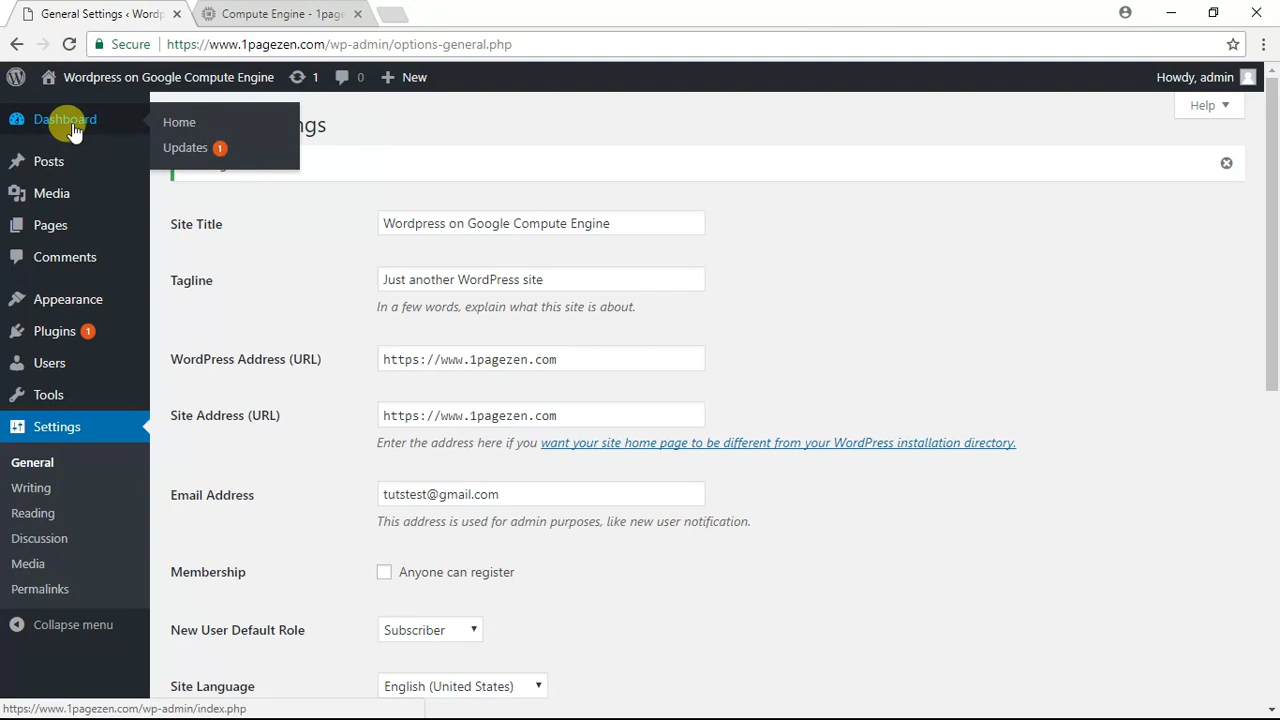 General Settings ‹ Wordp
Compute Engine - 1page
Secure
https://www.1pagezen.com/wp-admin/options-general.php
Wordpress on Google Compute Engine
1
0
New
Howdy, admin
Dashboard
Home
Updates 1
Posts
Media
Pages
Comments
Appearance
Plugins 1
Users
Tools
Settings
General
Writing
Reading
Discussion
Media
Permalinks
Collapse menu
Help
ngs
Site Title
Wordpress on Google Compute Engine
Tagline
Just another WordPress site
In a few words, explain what this site is about.
WordPress Address (URL)
https://www.1pagezen.com
Site Address (URL)
https://www.1pagezen.com
Enter the address here if you want your site home page to be different from your WordPress installation directory.
Email Address
tutstest@gmail.com
This address is used for admin purposes, like new user notification.
Membership
Anyone can register
New User Default Role
Subscriber
Site Language
English (United States)
https://www.1pagezen.com/wp-admin/index.php